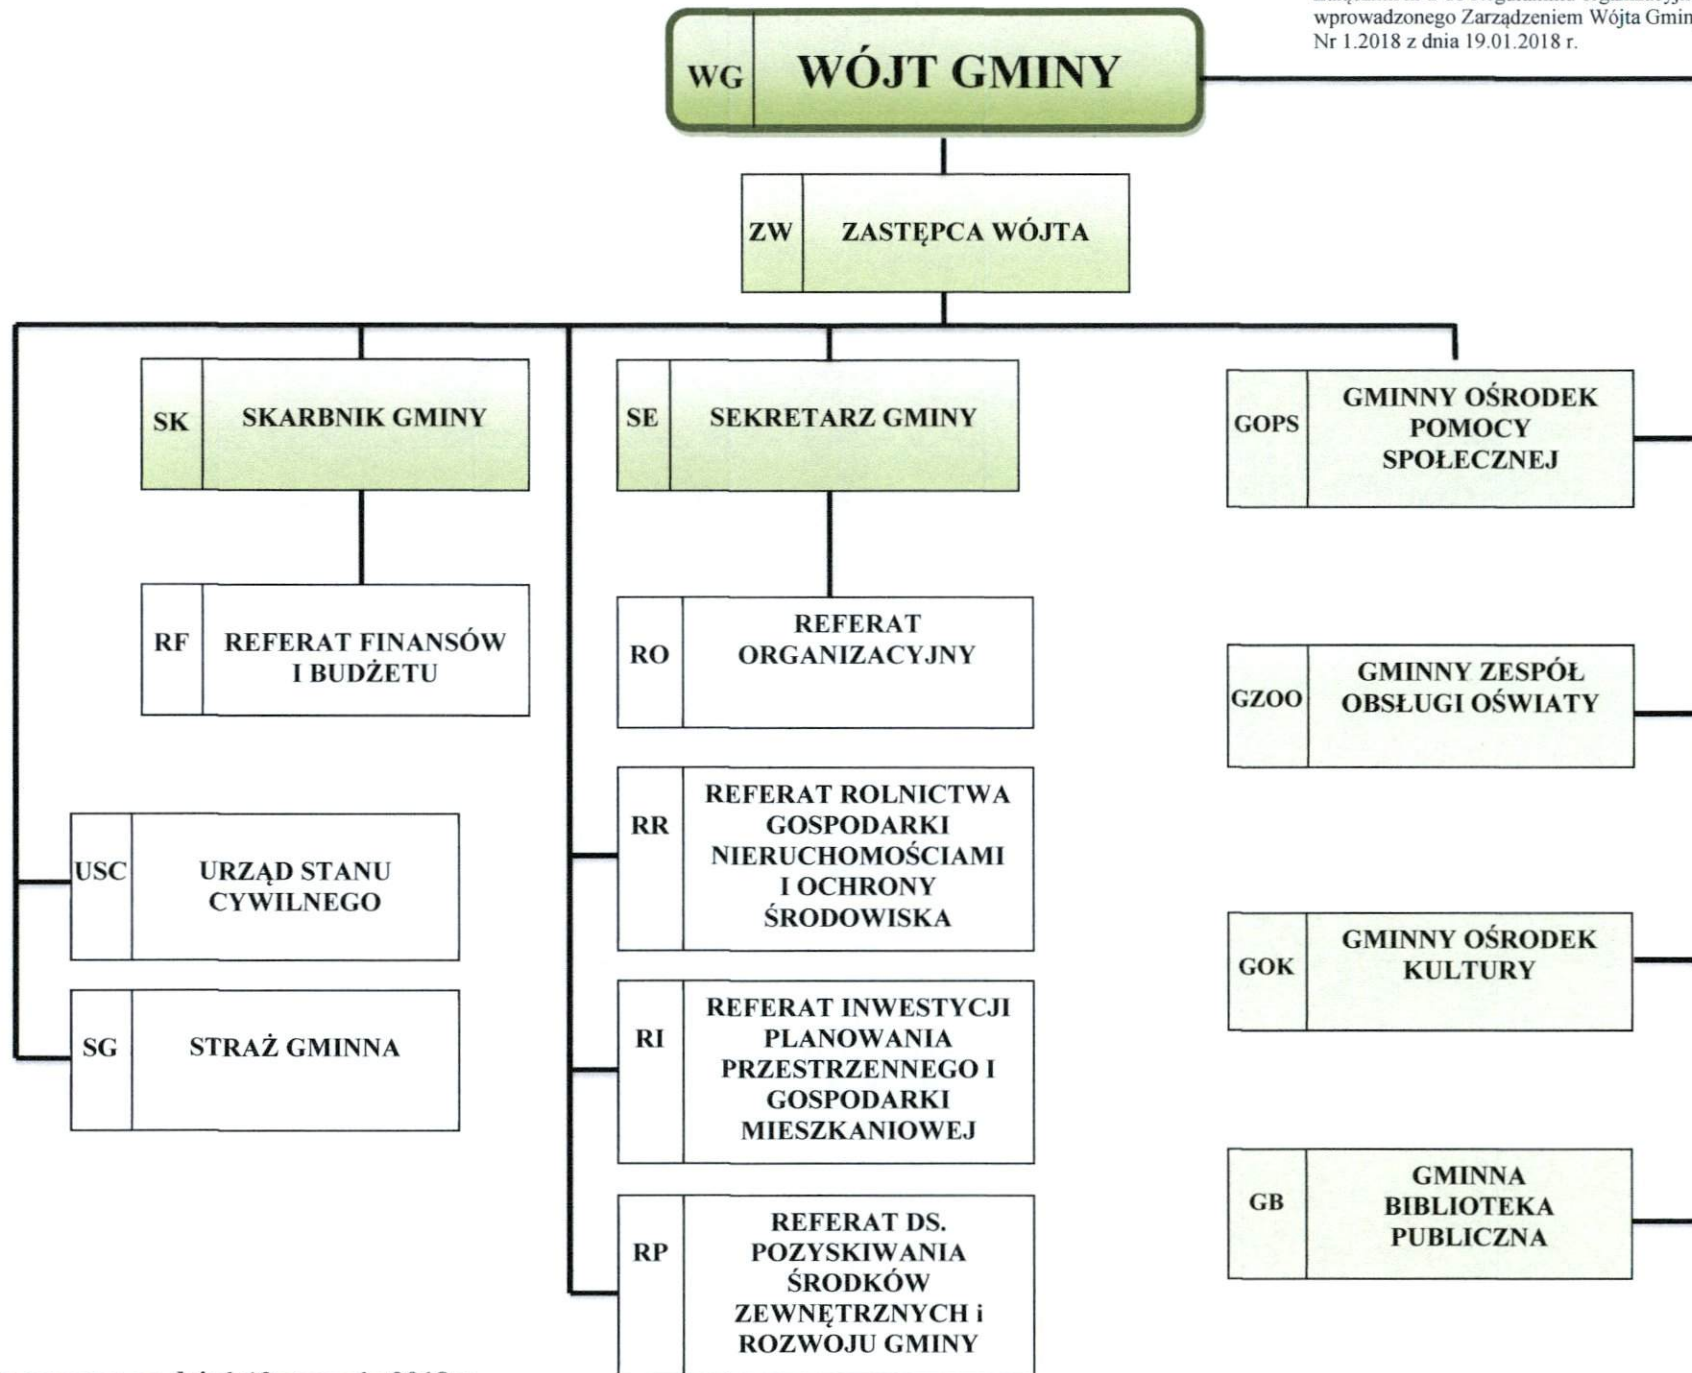 wprowadzonego Zarządzeniem Wójta Gmin
Nr 1.2018 z dnia 19.01.2018 r.
WG
WÓJT GMINY
ZW
ZASTĘPCA WÓJTA
SK
SKARBNIK GMINY
SE
SEKRETARZ GMINY
GOPS
GMINNY OŚRODEK
POMOCY
SPOŁECZNEJ
RF
REFERAT FINANSÓW
I BUDŻETU
RO
REFERAT
ORGANIZACYJNY
GZOO
GMINNY ZESPÓŁ
OBSŁUGI OŚWIATY
USC
URZĄD STANU
CYWILNEGO
RR
REFERAT ROLNICTWA
GOSPODARKI
NIERUCHOMOŚCIAMI
I OCHRONY
ŚRODOWISKA
GOK
GMINNY OŚRODEK
KULTURY
SG
STRAŻ GMINNA
RI
REFERAT INWESTYCJI
PLANOWANIA
PRZESTRZENNEGO I
GOSPODARKI
MIESZKANIOWEJ
GB
GMINNA
BIBLIOTEKA
PUBLICZNA
RP
REFERAT DS.
POZYSKIWANIA
ŚRODKÓW
ZEWNĘTRZNYCH i
ROZWOJU GMINY